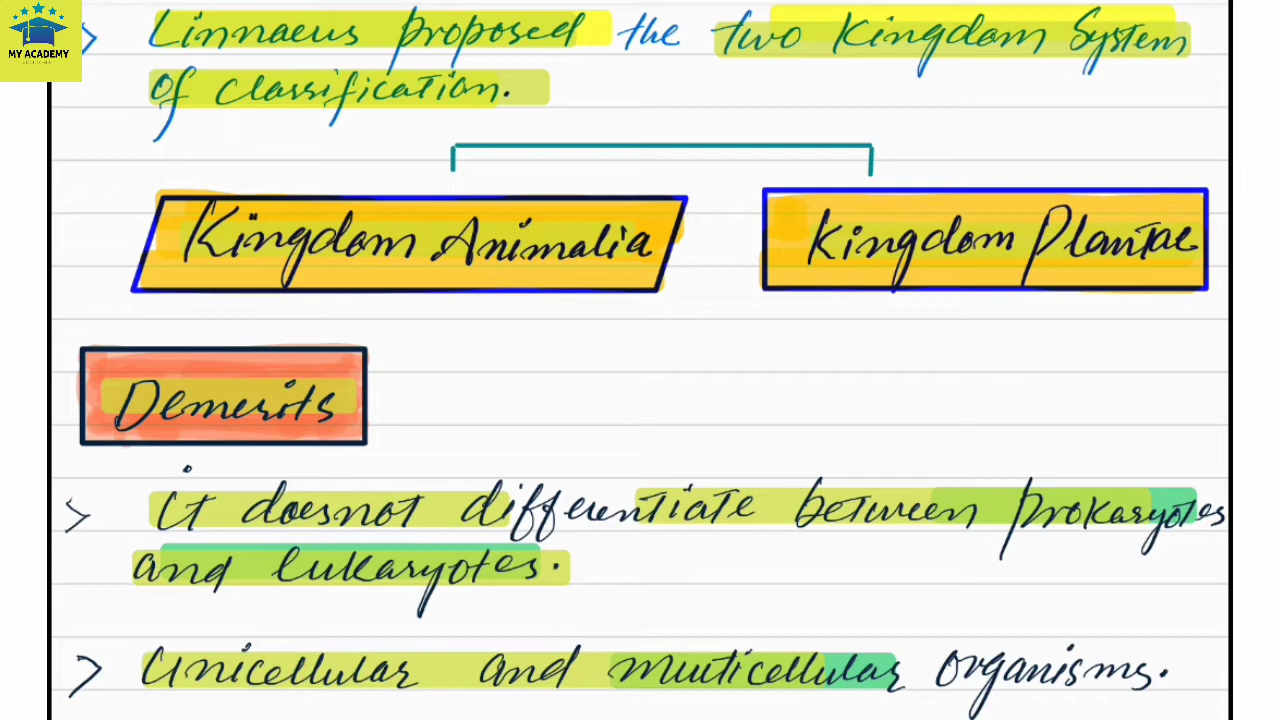 MY ACADEMY
> Linnaeus proposed the two Kingdom System
of classification.
Kingdom Animalia
Kingdom Plantae
Demerits
> it doesnot differentiate between prokaryotes
and eukaryotes.
> Unicellular and multicellular organisms.